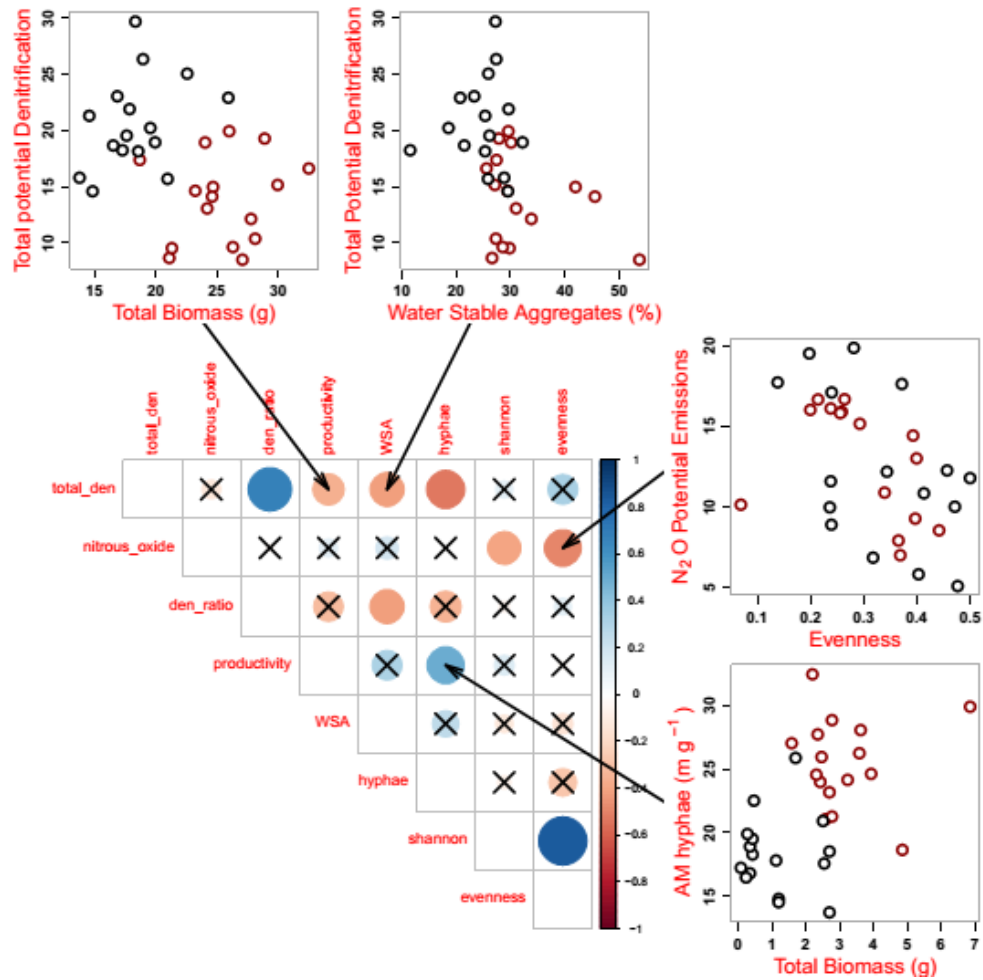 Total potential Denitrification
30
25
20
15
10
15 20 25 30
Total Biomass (g)
Total Potential Denitrification
30
25
20
15
10
10 20 30 40 50
Water Stable Aggregates (%)
total_den
nitrous_oxide
den_ratio
productivity
WSA
hyphae
shannon
evenness
total_den
nitrous_oxide
den_ratio
productivity
WSA
hyphae
shannon
evenness
1
0.8
0.6
0.4
0.2
0
-0.2
-0.4
-0.6
-0.8
-1
N₂O Potential Emissions
20
15
10
5
0.1 0.2 0.3 0.4 0.5
Evenness
AM hyphae (m g⁻¹)
30
25
20
15
0 1 2 3 4 5 6 7
Total Biomass (g)